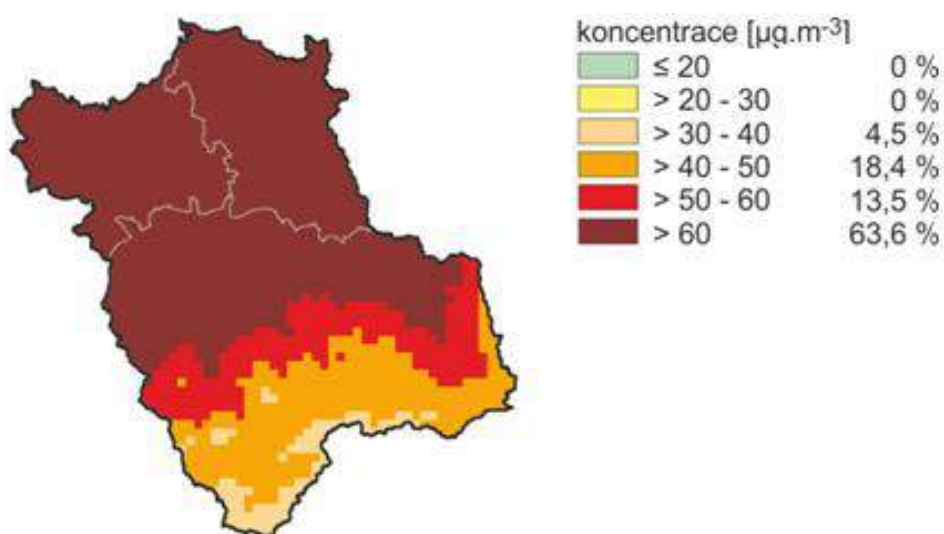 koncentrace [µg.m-3]
≤ 20 0 %
> 20 - 30 0 %
> 30 - 40 4,5 %
> 40 - 50 18,4 %
> 50 - 60 13,5 %
> 60 63,6 %